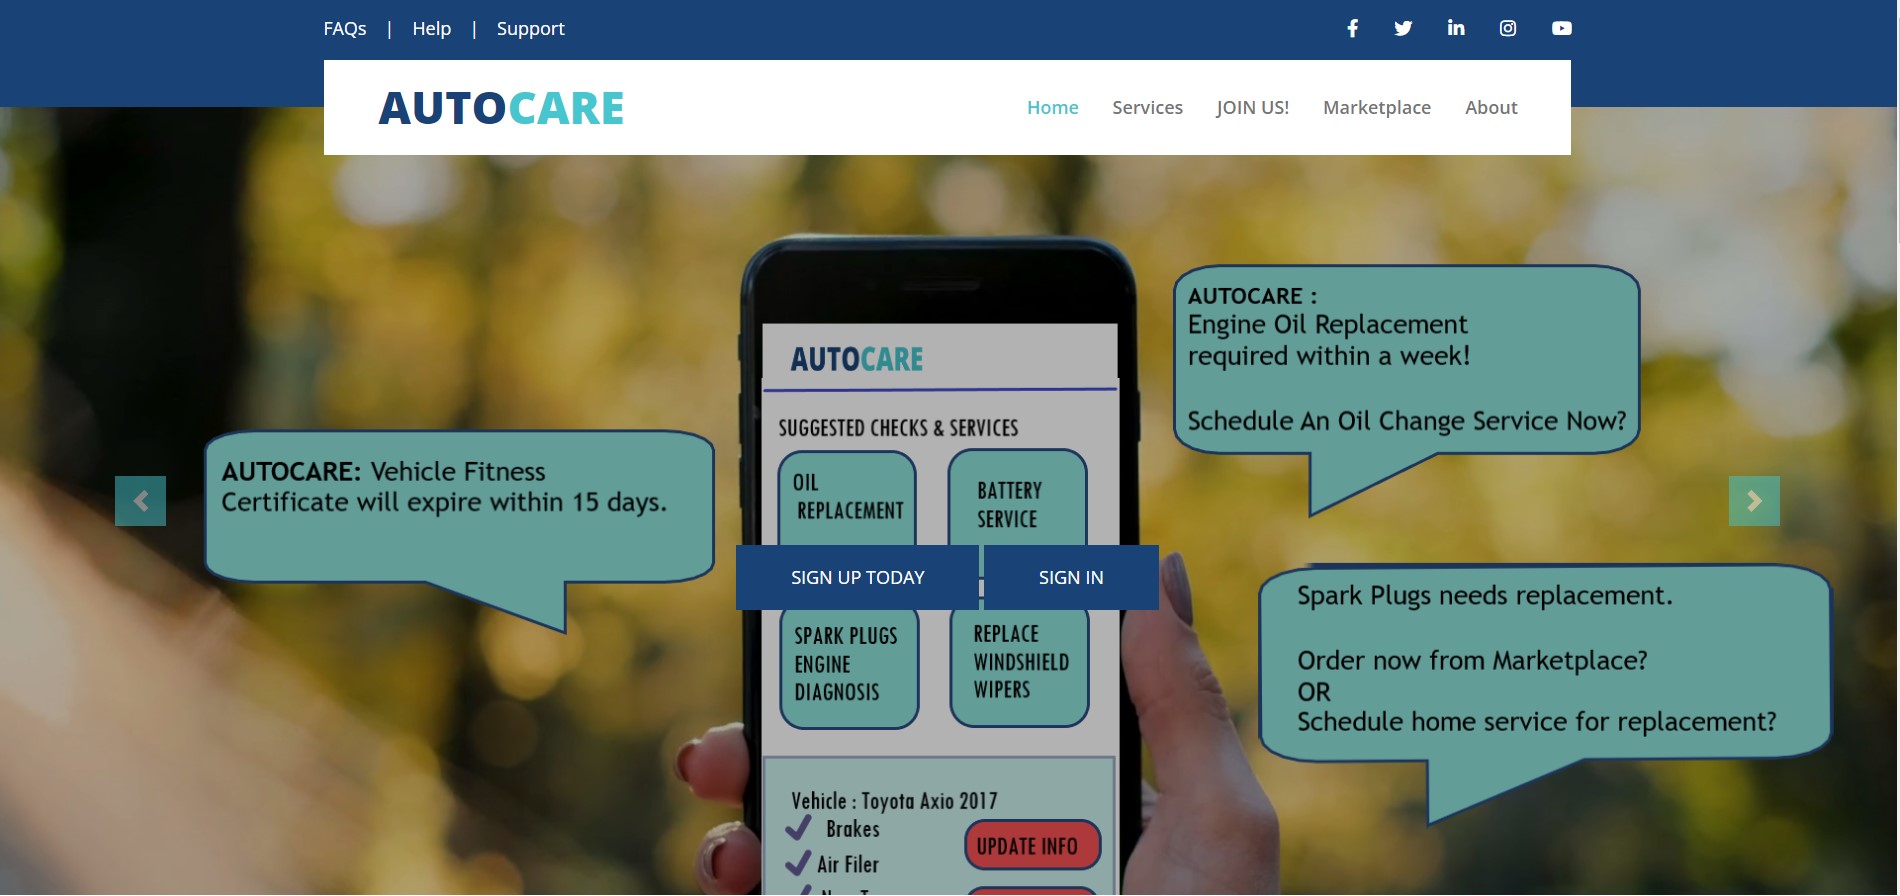 FAQs | Help | Support
AUTOCARE
Home Services JOIN US! Marketplace About
AUTOCARE :
Engine Oil Replacement
required within a week!
Schedule An Oil Change Service Now?
AUTOCARE: Vehicle Fitness
Certificate will expire within 15 days.
AUTOCARE
SUGGESTED CHECKS & SERVICES
OIL
REPLACEMENT
BATTERY
SERVICE
SIGN UP TODAY
SIGN IN
SPARK PLUGS
ENGINE
DIAGNOSIS
REPLACE
WINDSHIELD
WIPERS
Spark Plugs needs replacement.
Order now from Marketplace?
OR
Schedule home service for replacement?
Vehicle : Toyota Axio 2017
Brakes
UPDATE INFO
Air Filer